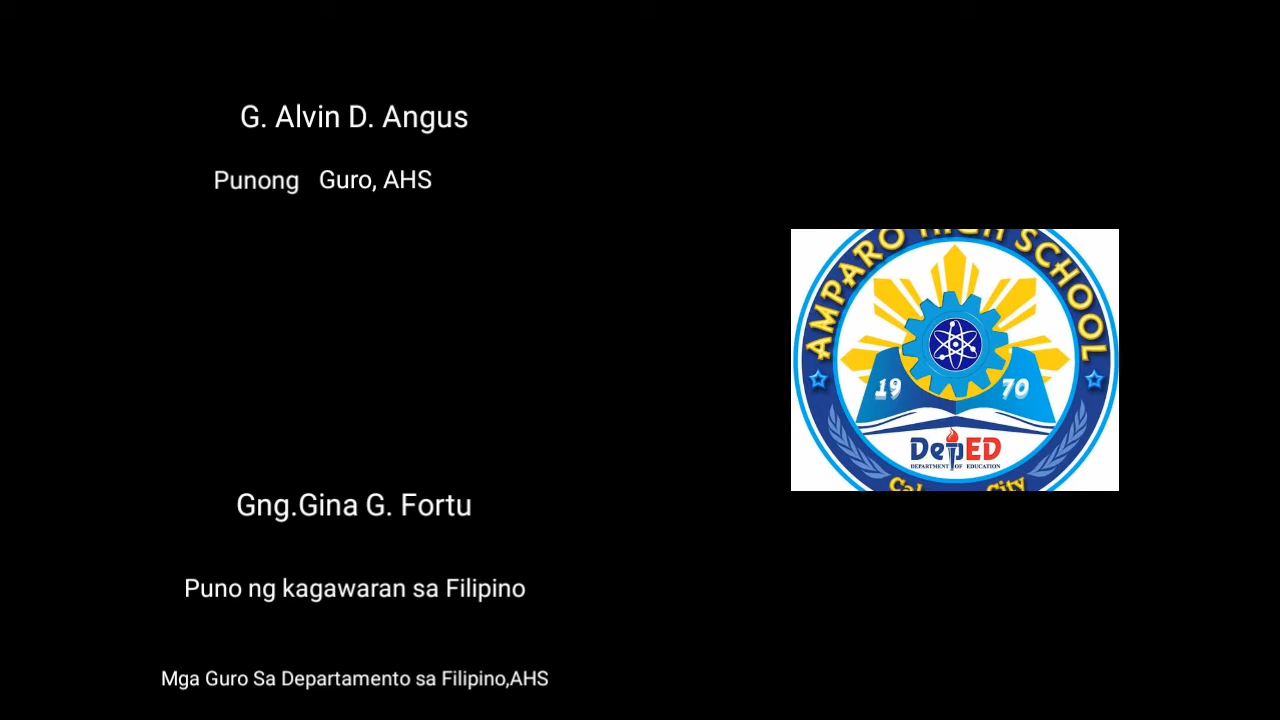 G. Alvin D. Angus
Punong Guro, AHS
AMPARO HIGH SCHOOL
19 70
DepED
DEPARTMENT OF EDUCATION
City
Gng.Gina G. Fortu
Puno ng kagawaran sa Filipino
Mga Guro Sa Departamento sa Filipino,AHS